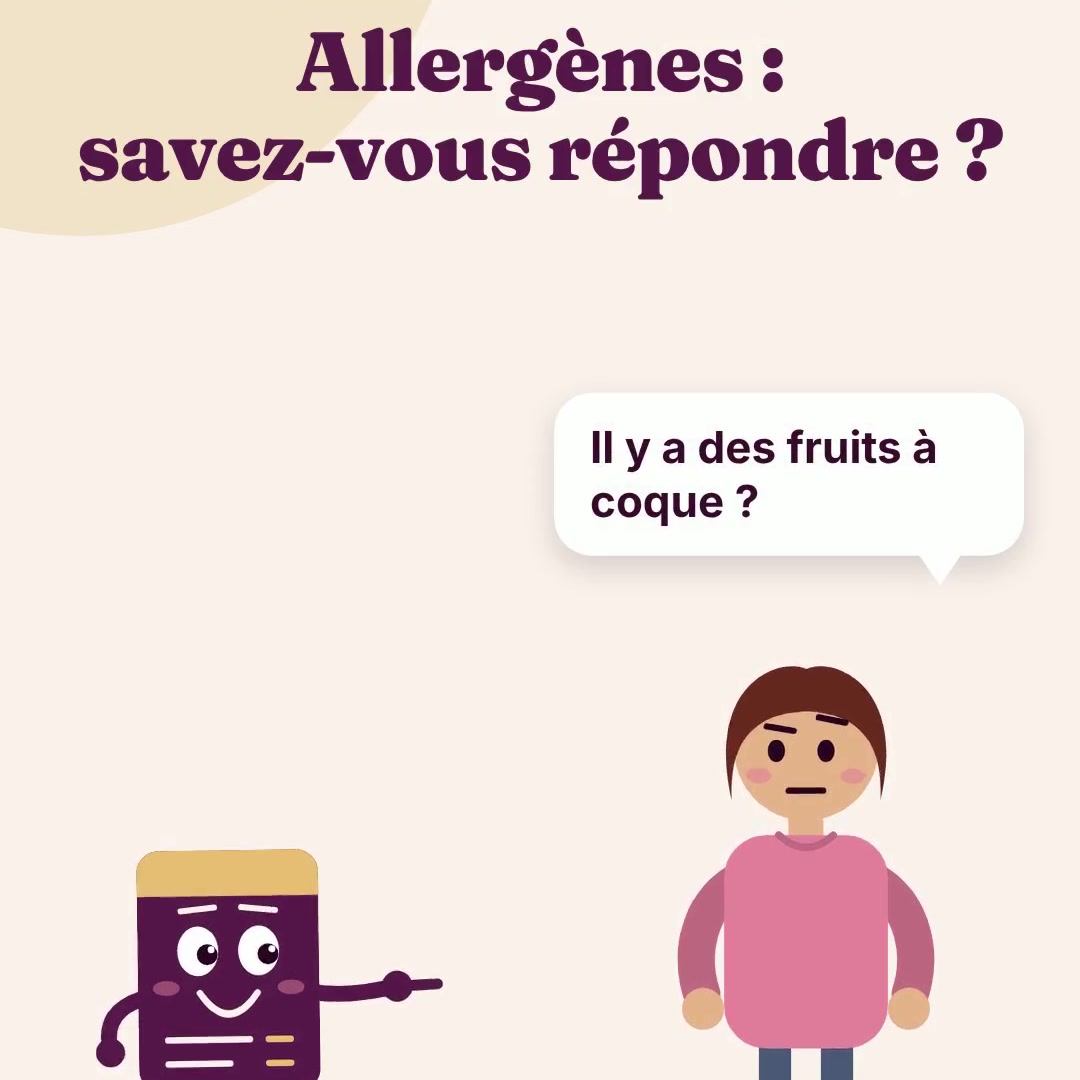 Allergènes :
savez-vous répondre ?
Il y a des fruits à
coque ?